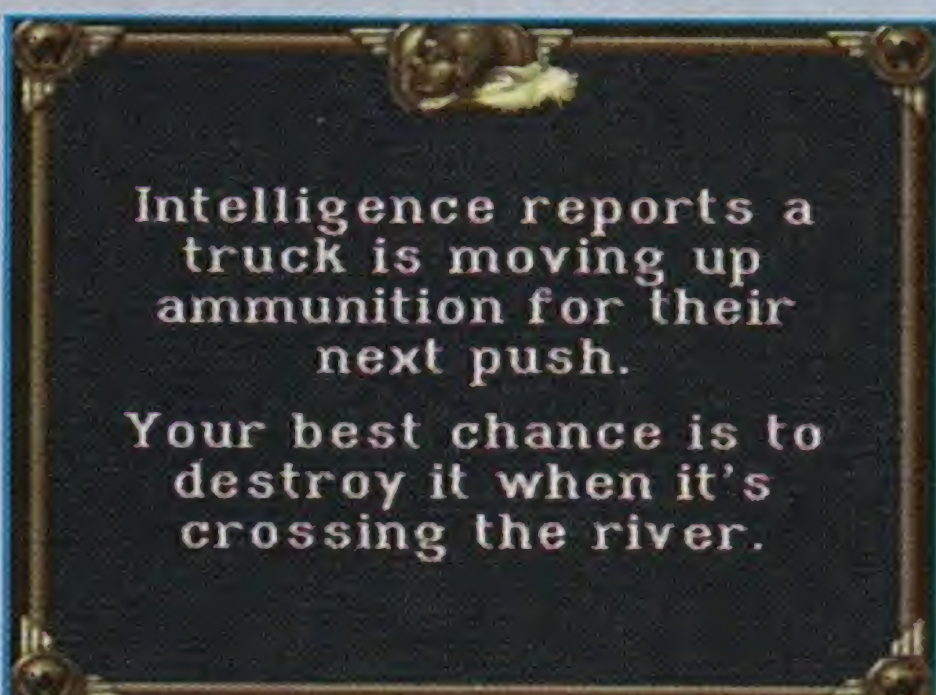 Intelligence reports a
truck is moving up
ammunition for their
next push.
Your best chance is to
destroy it when it's
crossing the river.